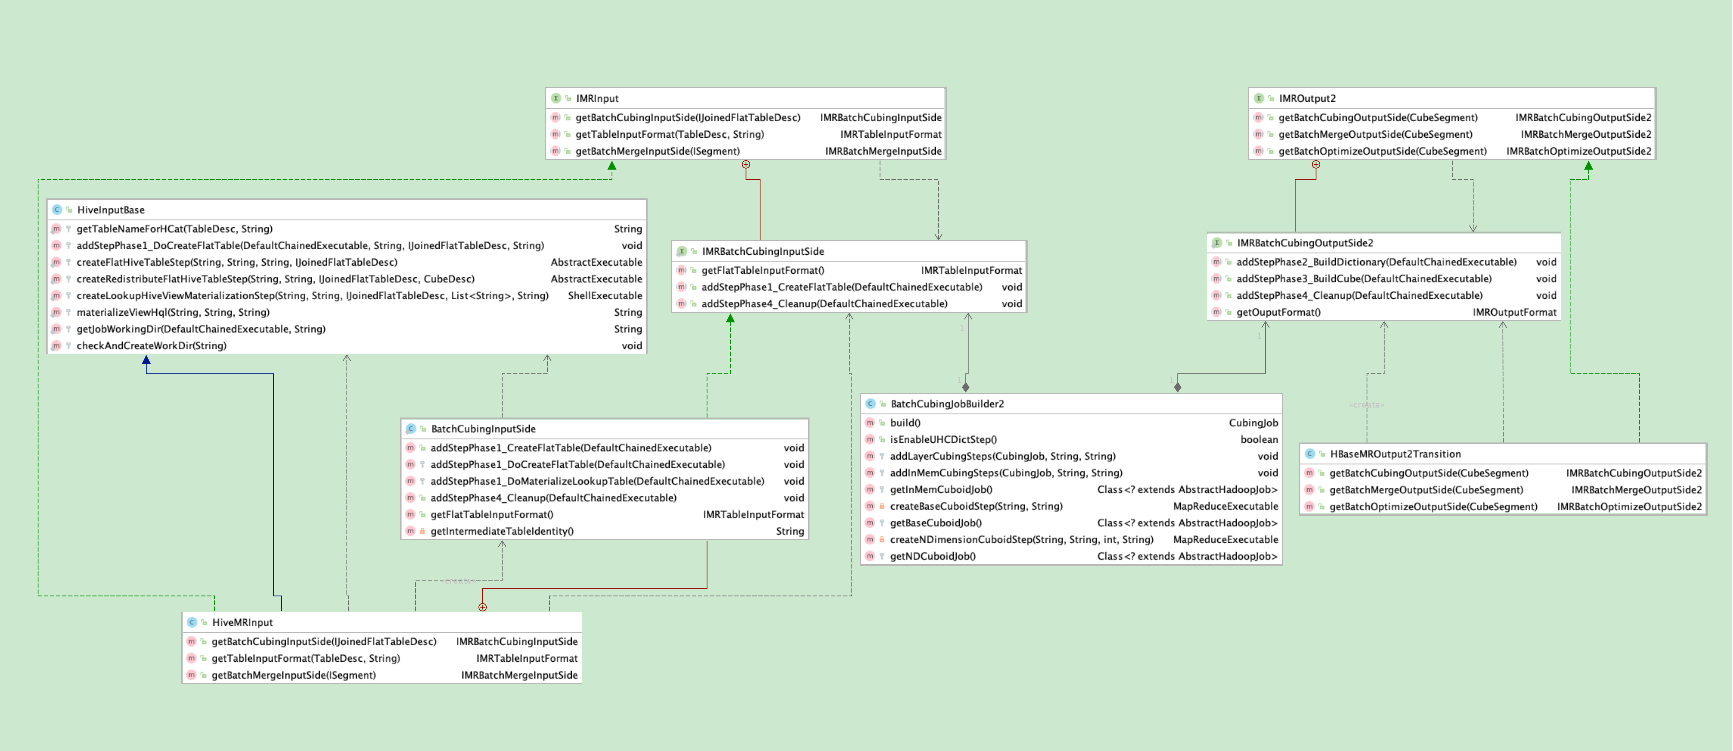 IMRInput
getBatchCubingInputSide(IJoinedFlatTableDesc) IMRBatchCubingInputSide
getTableInputFormat(TableDesc, String) IMRTableInputFormat
getBatchMergeInputSide(ISegment) IMRBatchMergeInputSide
IMROutput2
getBatchCubingOutputSide(CubeSegment) IMRBatchCubingOutputSide2
getBatchMergeOutputSide(CubeSegment) IMRBatchMergeOutputSide2
getBatchOptimizeOutputSide(CubeSegment) IMRBatchOptimizeOutputSide2
HiveInputBase
getTableNameForHCat(TableDesc, String) String
addStepPhase1_DoCreateFlatTable(DefaultChainedExecutable, String, IJoinedFlatTableDesc, String) void
createFlatHiveTableStep(String, String, String, IJoinedFlatTableDesc) AbstractExecutable
createRedistributeFlatHiveTableStep(String, String, IJoinedFlatTableDesc, CubeDesc) AbstractExecutable
createLookupHiveViewMaterializationStep(String, String, IJoinedFlatTableDesc, List<String>, String) ShellExecutable
materializeViewHql(String, String, String) String
getJobWorkingDir(DefaultChainedExecutable, String) String
checkAndCreateWorkDir(String) void
IMRBatchCubingInputSide
getFlatTableInputFormat() IMRTableInputFormat
addStepPhase1_CreateFlatTable(DefaultChainedExecutable) void
addStepPhase4_Cleanup(DefaultChainedExecutable) void
IMRBatchCubingOutputSide2
addStepPhase2_BuildDictionary(DefaultChainedExecutable) void
addStepPhase3_BuildCube(DefaultChainedExecutable) void
addStepPhase4_Cleanup(DefaultChainedExecutable) void
getOuputFormat() IMROutputFormat
1
1
1
1
BatchCubingInputSide
addStepPhase1_CreateFlatTable(DefaultChainedExecutable) void
addStepPhase1_DoCreateFlatTable(DefaultChainedExecutable) void
addStepPhase1_DoMaterializeLookupTable(DefaultChainedExecutable) void
addStepPhase4_Cleanup(DefaultChainedExecutable) void
getFlatTableInputFormat() IMRTableInputFormat
getIntermediateTableIdentity() String
BatchCubingJobBuilder2
build() CubingJob
isEnableUHCDictStep() boolean
addLayerCubingSteps(CubingJob, String, String) void
addInMemCubingSteps(CubingJob, String, String) void
getInMemCuboidJob() Class<? extends AbstractHadoopJob>
createBaseCuboidStep(String, String) MapReduceExecutable
getBaseCuboidJob() Class<? extends AbstractHadoopJob>
createNDimensionCuboidStep(String, String, int, String) MapReduceExecutable
getNDCuboidJob() Class<? extends AbstractHadoopJob>
«create»
HBaseMROutput2Transition
getBatchCubingOutputSide(CubeSegment) IMRBatchCubingOutputSide2
getBatchMergeOutputSide(CubeSegment) IMRBatchMergeOutputSide2
getBatchOptimizeOutputSide(CubeSegment) IMRBatchOptimizeOutputSide2
«create»
HiveMRInput
getBatchCubingInputSide(IJoinedFlatTableDesc) IMRBatchCubingInputSide
getTableInputFormat(TableDesc, String) IMRTableInputFormat
getBatchMergeInputSide(ISegment) IMRBatchMergeInputSide